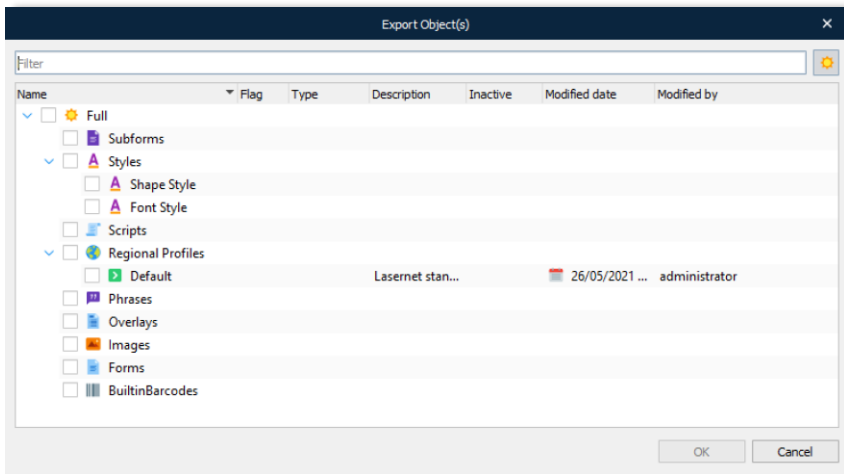 Export Object(s)
Filter
Name Flag Type Description Inactive Modified date Modified by
Full
Subforms
Styles
A Shape Style
A Font Style
Scripts
Regional Profiles
Default Lasernet stan... 26/05/2021 ... administrator
Phrases
Overlays
Images
Forms
BuiltinBarcodes
OK Cancel